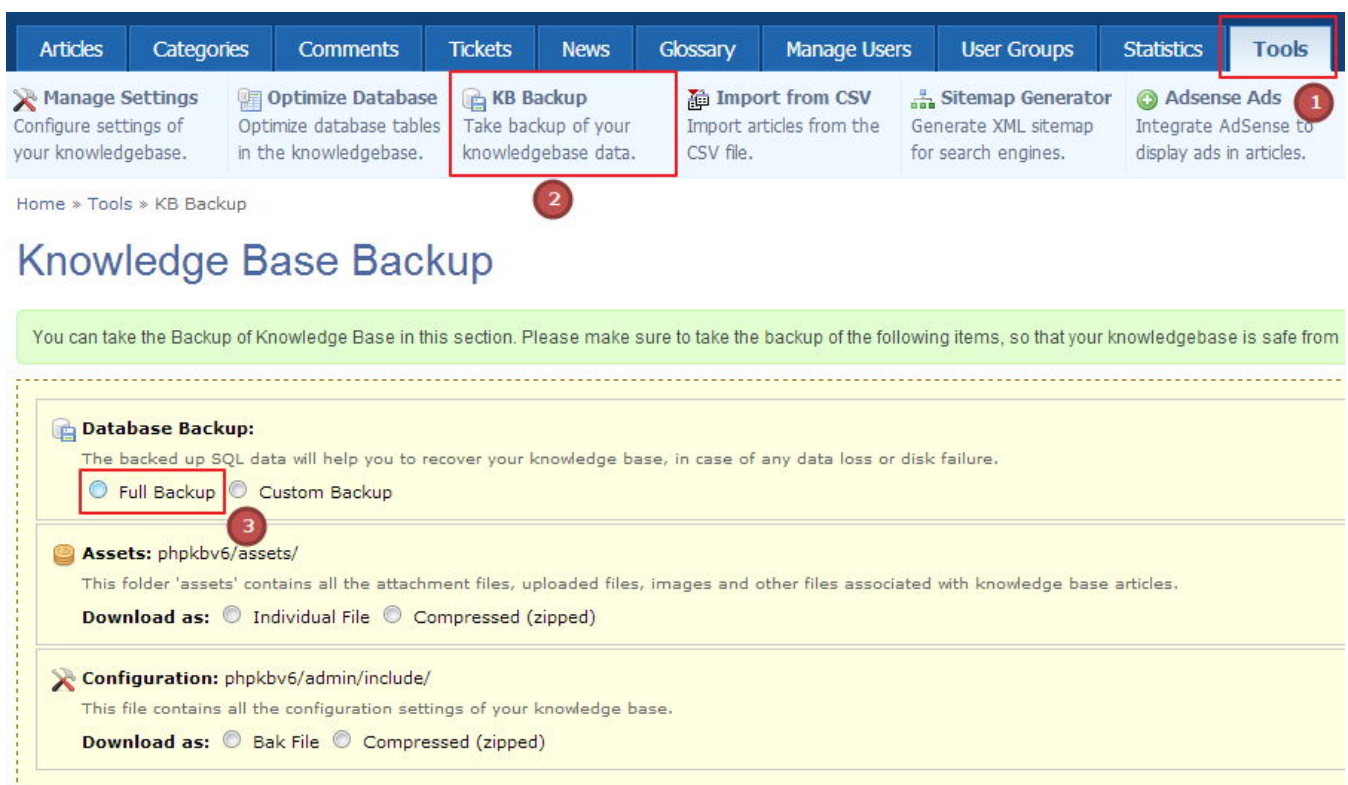 Articles Categories Comments Tickets News Glossary Manage Users User Groups Statistics Tools
Manage Settings Optimize Database KB Backup Import from CSV Sitemap Generator Adsense Ads 1
Configure settings of Optimize database tables Take backup of your Import articles from the Generate XML sitemap Integrate AdSense to
your knowledgebase. in the knowledgebase. knowledgebase data. CSV file. for search engines. display ads in articles.
2
Home » Tools » KB Backup
Knowledge Base Backup
You can take the Backup of Knowledge Base in this section. Please make sure to take the backup of the following items, so that your knowledgebase is safe from
Database Backup:
The backed up SQL data will help you to recover your knowledge base, in case of any data loss or disk failure.
Full Backup Custom Backup
3
Assets: phpkbv6/assets/
This folder 'assets' contains all the attachment files, uploaded files, images and other files associated with knowledge base articles.
Download as: Individual File Compressed (zipped)
Configuration: phpkbv6/admin/include/
This file contains all the configuration settings of your knowledge base.
Download as: Bak File Compressed (zipped)